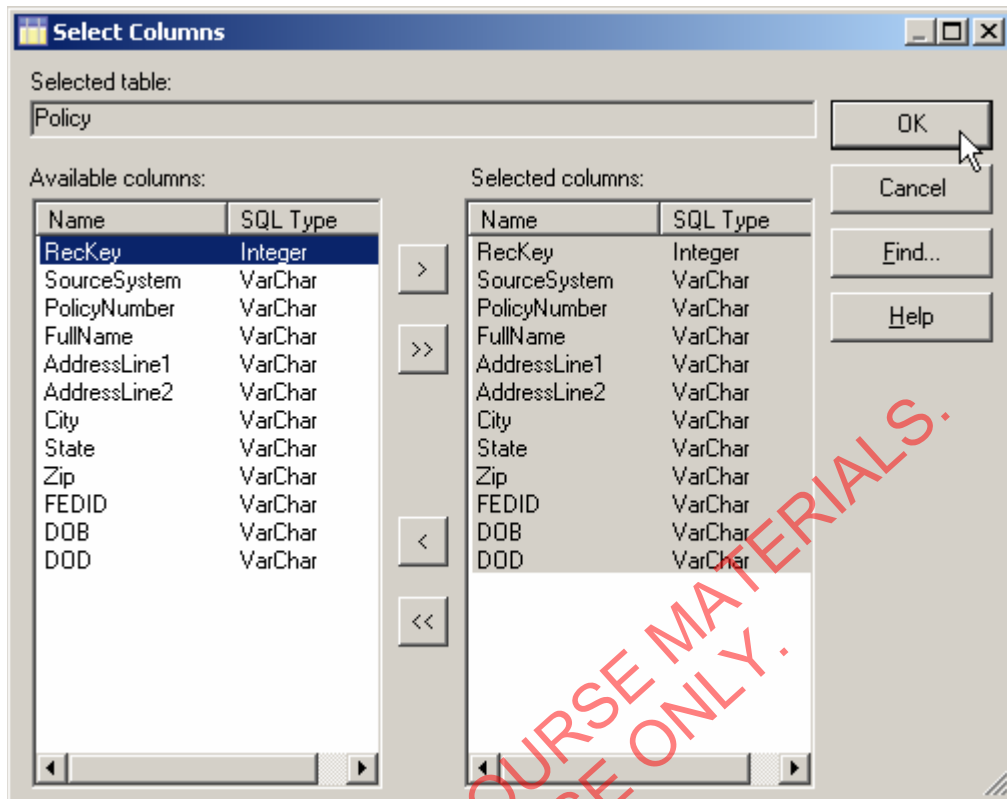 Select Columns
Selected table:
Policy
OK
Available columns:
Selected columns:
Cancel
Name SQL Type
Name SQL Type
RecKey Integer
SourceSystem VarChar
PolicyNumber VarChar
FullName VarChar
AddressLine1 VarChar
AddressLine2 VarChar
City VarChar
State VarChar
Zip VarChar
FEDID VarChar
DOB VarChar
DOD VarChar
>
>>
<
<<
RecKey Integer
SourceSystem VarChar
PolicyNumber VarChar
FullName VarChar
AddressLine1 VarChar
AddressLine2 VarChar
City VarChar
State VarChar
Zip VarChar
FEDID VarChar
DOB VarChar
DOD VarChar
Find...
Help
OURSE MATERIALS.
SE ONLY.